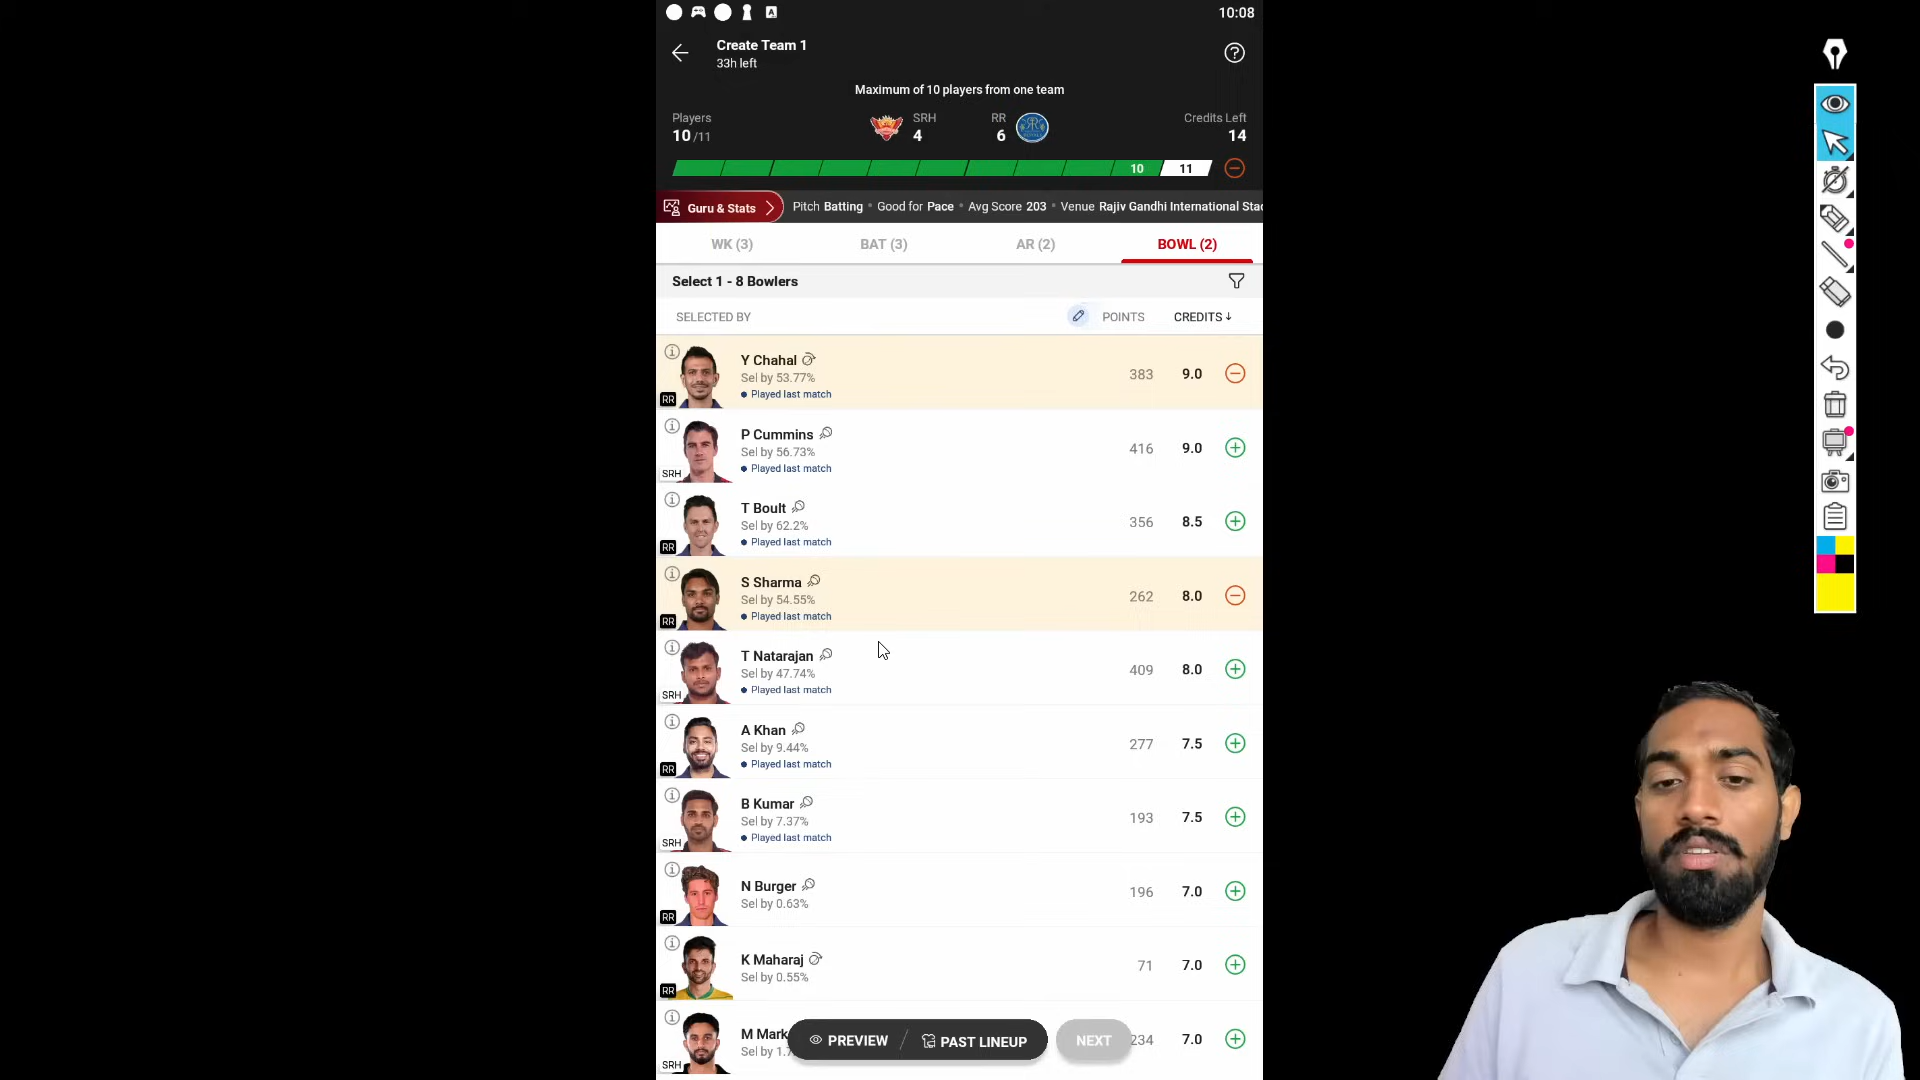 10:08
Create Team 1
33h left
Maximum of 10 players from one team
Players
10/11
SRH
4
RR
6
Credits Left
14
10
11
Guru & Stats
Pitch Batting • Good for Pace • Avg Score 203 • Venue Rajiv Gandhi International
WK (3)
BAT (3)
AR (2)
BOWL (2)
Select 1 - 8 Bowlers
SELECTED BY
POINTS
CREDITS ↓
Y Chahal
Sel by 53.77%
Played last match
RR
383
9.0
P Cummins
Sel by 56.73%
Played last match
SRH
416
9.0
T Boult
Sel by 62.2%
Played last match
RR
356
8.5
S Sharma
Sel by 54.55%
Played last match
RR
262
8.0
T Natarajan
Sel by 47.74%
Played last match
SRH
409
8.0
A Khan
Sel by 9.44%
Played last match
RR
277
7.5
B Kumar
Sel by 7.37%
Played last match
SRH
193
7.5
N Burger
Sel by 0.63%
RR
196
7.0
K Maharaj
Sel by 0.55%
RR
71
7.0
M Mark
Sel by 1.
SRH
234
7.0
PREVIEW
PAST LINEUP
NEXT